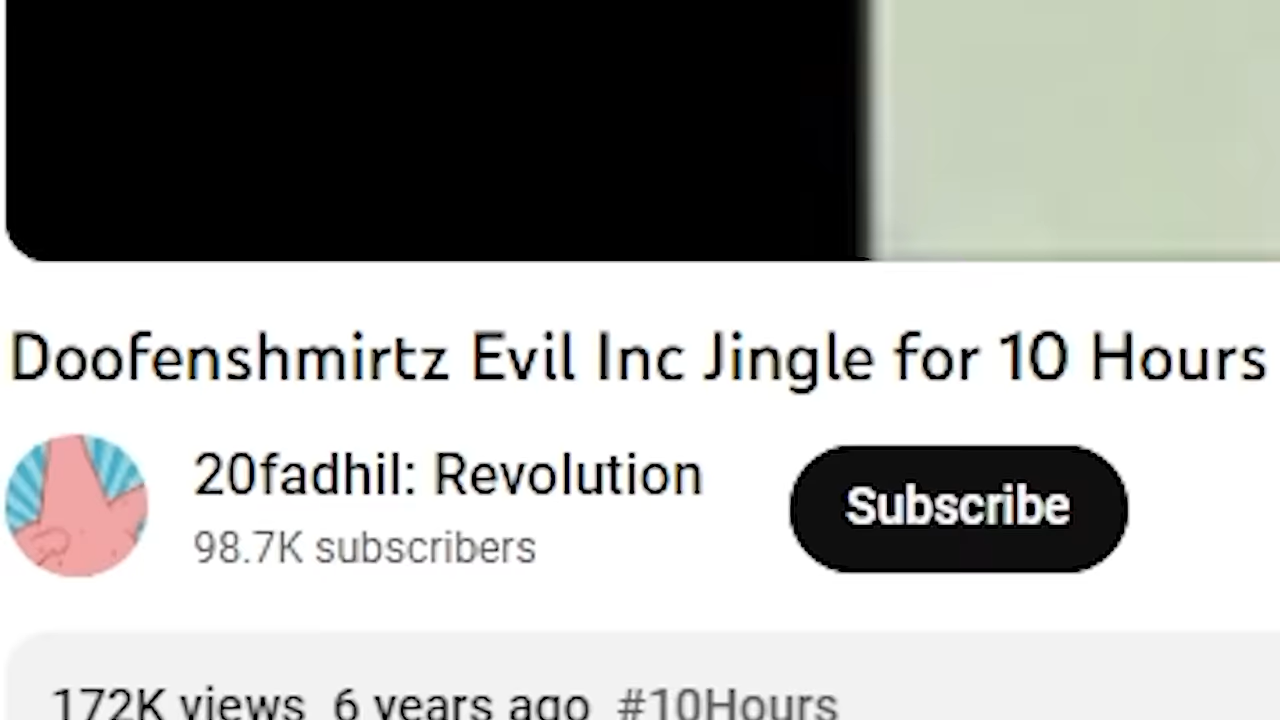 Doofenshmirtz Evil Inc Jingle for 10 Hours
20fadhil: Revolution
Subscribe
98.7K subscribers
172K views 6 years ago #10Hours